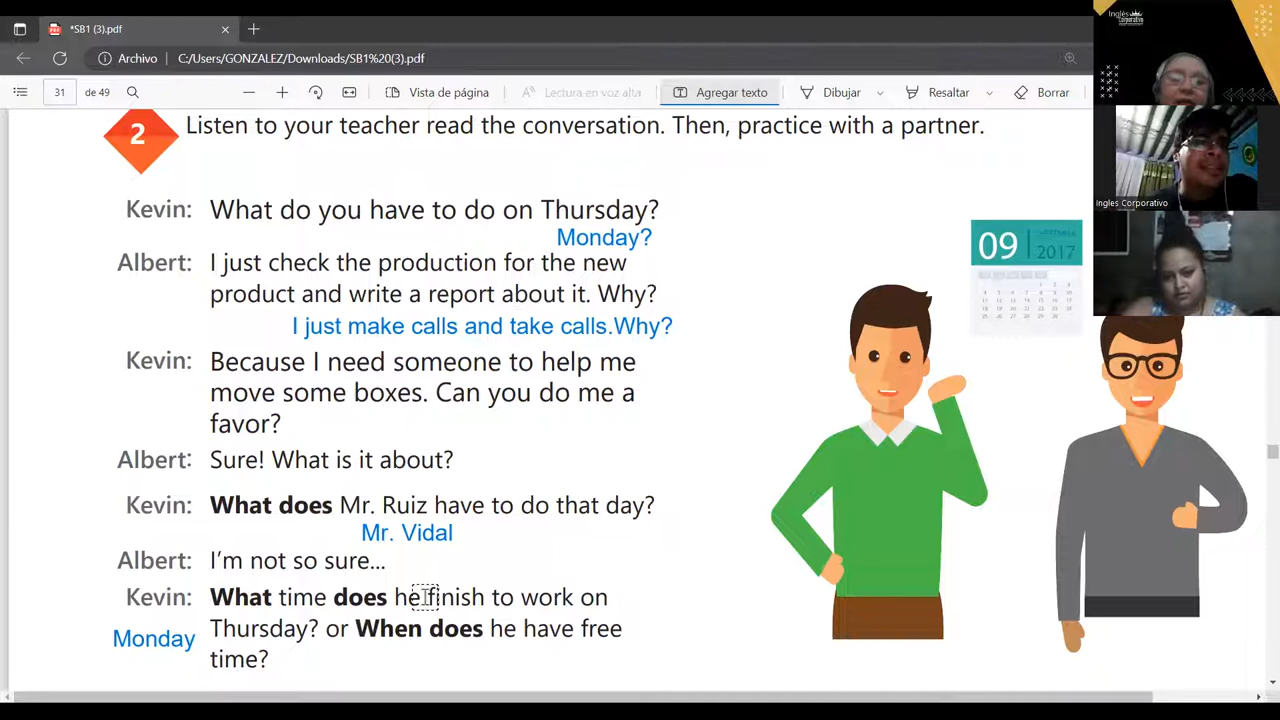 *SB1 (3).pdf
Archivo
C:/Users/GONZALEZ/Downloads/SB1%20(3).pdf
31 de 49
Vista de página
Lectura en voz alta
Agregar texto
Dibujar
Resaltar
Borrar
Inglés
Corporativo
Ingles Corporativo
2
Listen to your teacher read the conversation. Then, practice with a partner.
Kevin: What do you have to do on Thursday?
Monday?
Albert: I just check the production for the new
product and write a report about it. Why?
I just make calls and take calls.Why?
Kevin: Because I need someone to help me
move some boxes. Can you do me a
favor?
Albert: Sure! What is it about?
Kevin: What does Mr. Ruiz have to do that day?
Mr. Vidal
Albert: I'm not so sure...
Kevin: What time does he finish to work on
Monday Thursday? or When does he have free
time?
09
2017